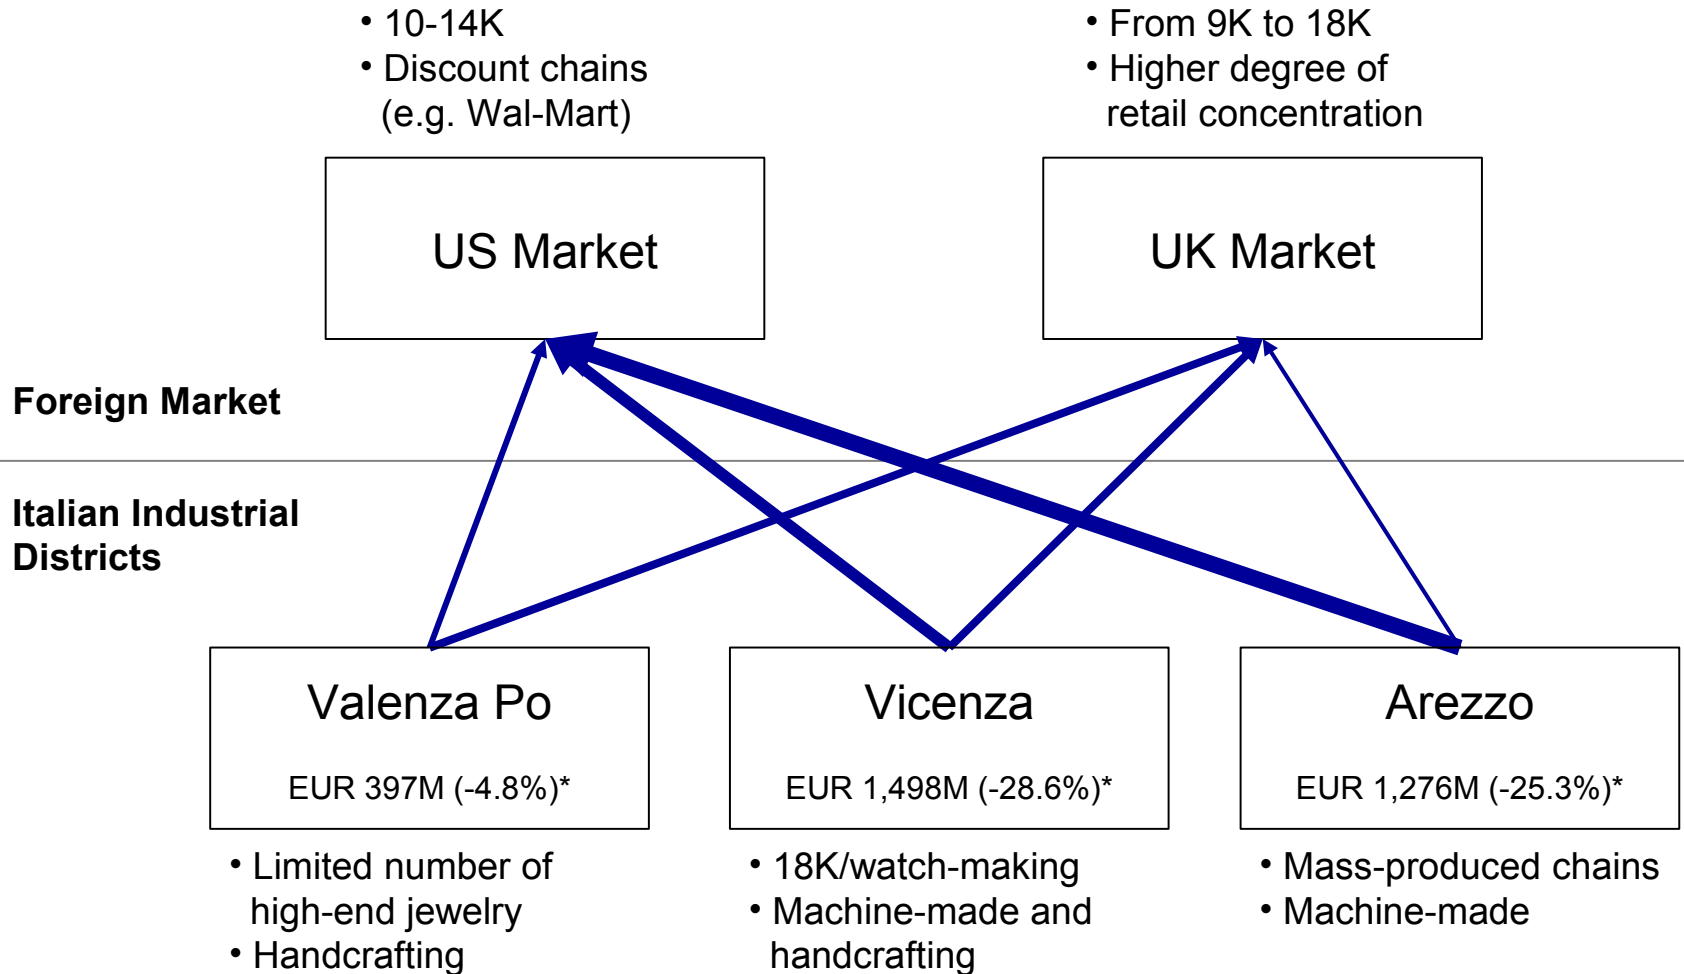 • 10-14K
• Discount chains
(e.g. Wal-Mart)
• From 9K to 18K
• Higher degree of
retail concentration
US Market
UK Market
Foreign Market
Italian Industrial
Districts
Valenza Po
EUR 397M (-4.8%)*
Vicenza
EUR 1,498M (-28.6%)*
Arezzo
EUR 1,276M (-25.3%)*
• Limited number of
high-end jewelry
• Handcrafting
• 18K/watch-making
• Machine-made and
handcrafting
• Mass-produced chains
• Machine-made